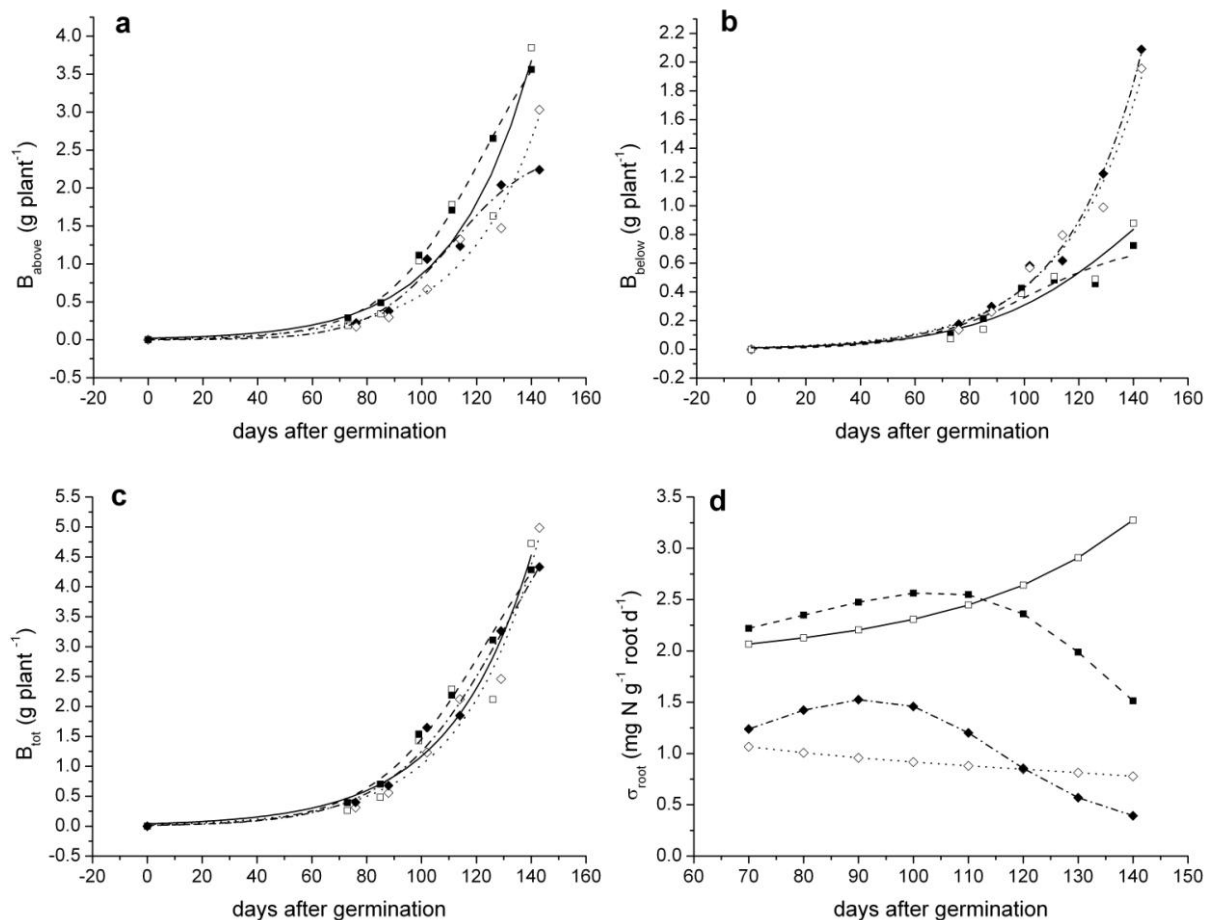 a
4.0
3.5
3.0
2.5
2.0
1.5
1.0
0.5
0.0
-0.5
B_above (g plant⁻¹)
-20 0 20 40 60 80 100 120 140 160
days after germination
b
2.2
2.0
1.8
1.6
1.4
1.2
1.0
0.8
0.6
0.4
0.2
0.0
-0.2
B_below (g plant⁻¹)
-20 0 20 40 60 80 100 120 140 160
days after germination
c
5.5
5.0
4.5
4.0
3.5
3.0
2.5
2.0
1.5
1.0
0.5
0.0
-0.5
B_tot (g plant⁻¹)
-20 0 20 40 60 80 100 120 140 160
days after germination
d
3.5
3.0
2.5
2.0
1.5
1.0
0.5
0.0
σ_root (mg N g⁻¹ root d⁻¹)
60 70 80 90 100 110 120 130 140 150
days after germination